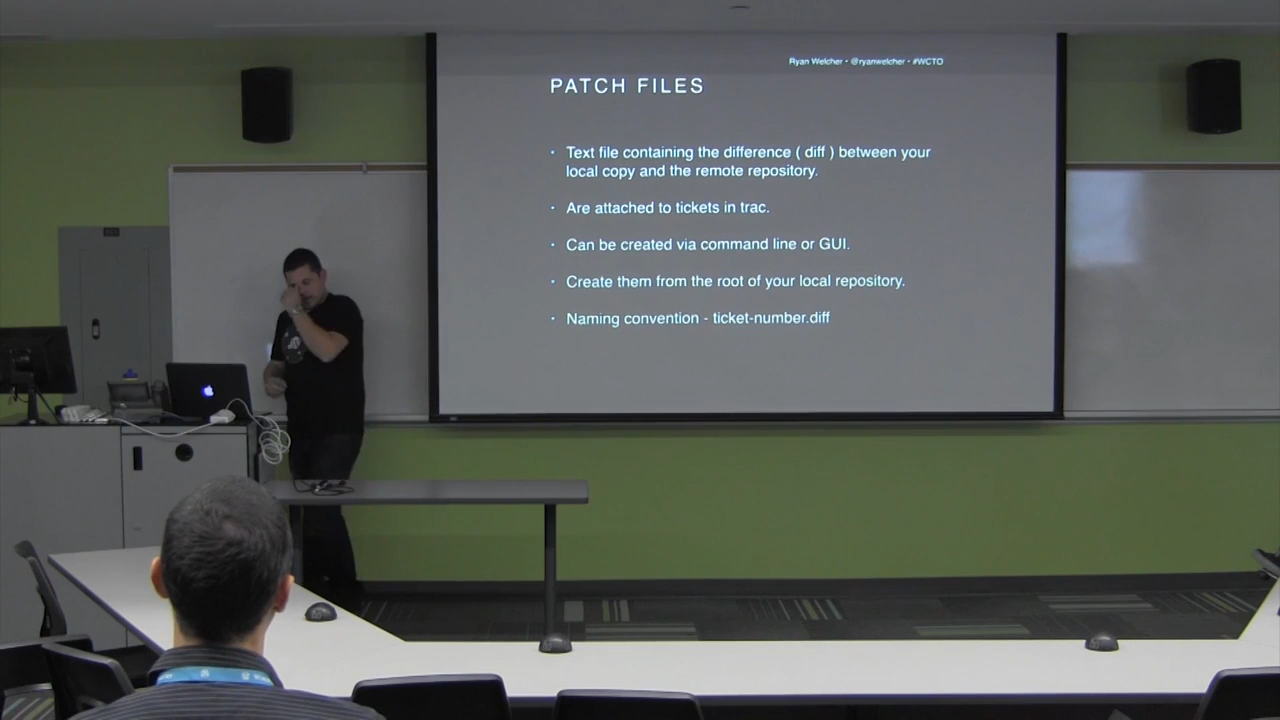 Ryan Welcher • @ryanwelcher • #WCTO
PATCH FILES
· Text file containing the difference ( diff ) between your
local copy and the remote repository.
· Are attached to tickets in trac.
· Can be created via command line or GUI.
· Create them from the root of your local repository.
· Naming convention - ticket-number.diff